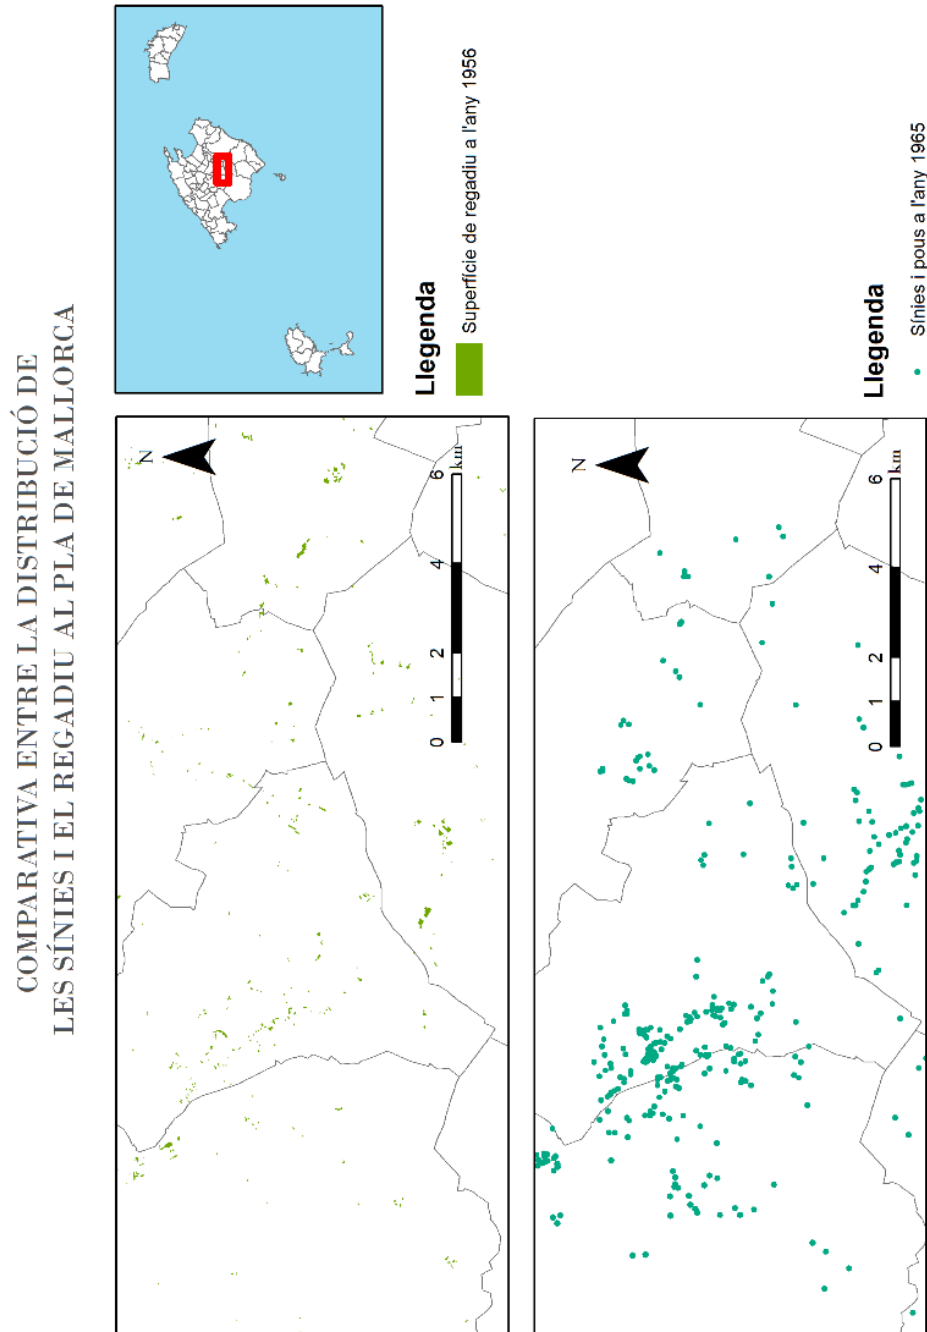 COMPARATIVA ENTRE LA DISTRIBUCIÓ DE
LES SÍNIES I EL REGADIU AL PLA DE MALLORCA
N
0 1 2 4 6
km
Llegenda
Superfície de regadiu a l'any 1956
N
0 1 2 4 6
km
Llegenda
Sínies i pous a l'any 1965